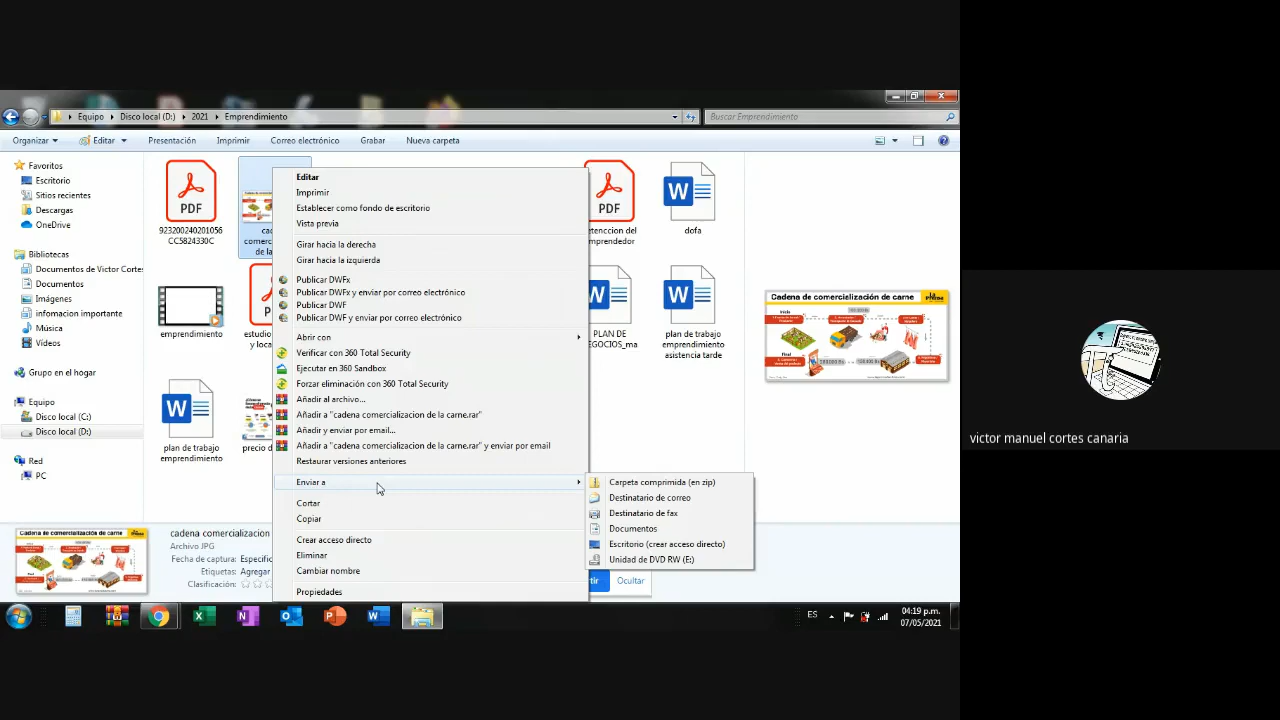 Equipo
Disco local (D:)
2021
Emprendimiento
Buscar Emprendimiento
Organizar
Editar
Presentación
Imprimir
Correo electrónico
Grabar
Nueva carpeta
Favoritos
Escritorio
Sitios recientes
Descargas
OneDrive
Bibliotecas
Documentos de Victor Cortes
Imágenes
infomacion importante
Música
Vídeos
Grupo en el hogar
Equipo
Disco local (C:)
Disco local (D:)
Red
PC
PDF
923200240201056
CC5824330C
emprendimiento
W
plan de trabajo
emprendimiento
PDF
W
dofa
W
PLAN DE
W
plan de trabajo
emprendimiento
asistencia tarde
Editar
Imprimir
Establecer como fondo de escritorio
Vista previa
Girar hacia la derecha
Girar hacia la izquierda
Publicar DWFx
Publicar DWFx y enviar por correo electrónico
Publicar DWF
Publicar DWF y enviar por correo electrónico
Abrir con
Verificar con 360 Total Security
Ejecutar en 360 Sandbox
Forzar eliminación con 360 Total Security
Añadir al archivo...
Añadir a "cadena comercializacion de la carne.rar"
Añadir y enviar por email...
Añadir a "cadena comercializacion de la carne.rar" y enviar por email
Restaurar versiones anteriores
Enviar a
Cortar
Copiar
Crear acceso directo
Eliminar
Cambiar nombre
Propiedades
Carpeta comprimida (en zip)
Destinatario de correo
Destinatario de fax
Documentos
Escritorio (crear acceso directo)
Unidad de DVD RW (E:)
Ocultar
Cadena de comercialización de carne
Inicio
Final
Cadena de comercialización de carne
cadena comercializacion
Archivo JPG
Fecha de captura:
Etiquetas: Agregar
Clasificación:
ES
04:19 p.m.
07/05/2021
victor manuel cortes canaria